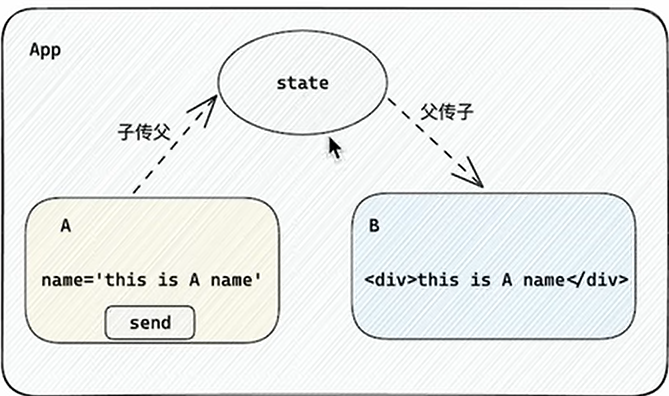 App
state
子传父
父传子
A
B
name='this is A name'
<div>this is A name</div>
send